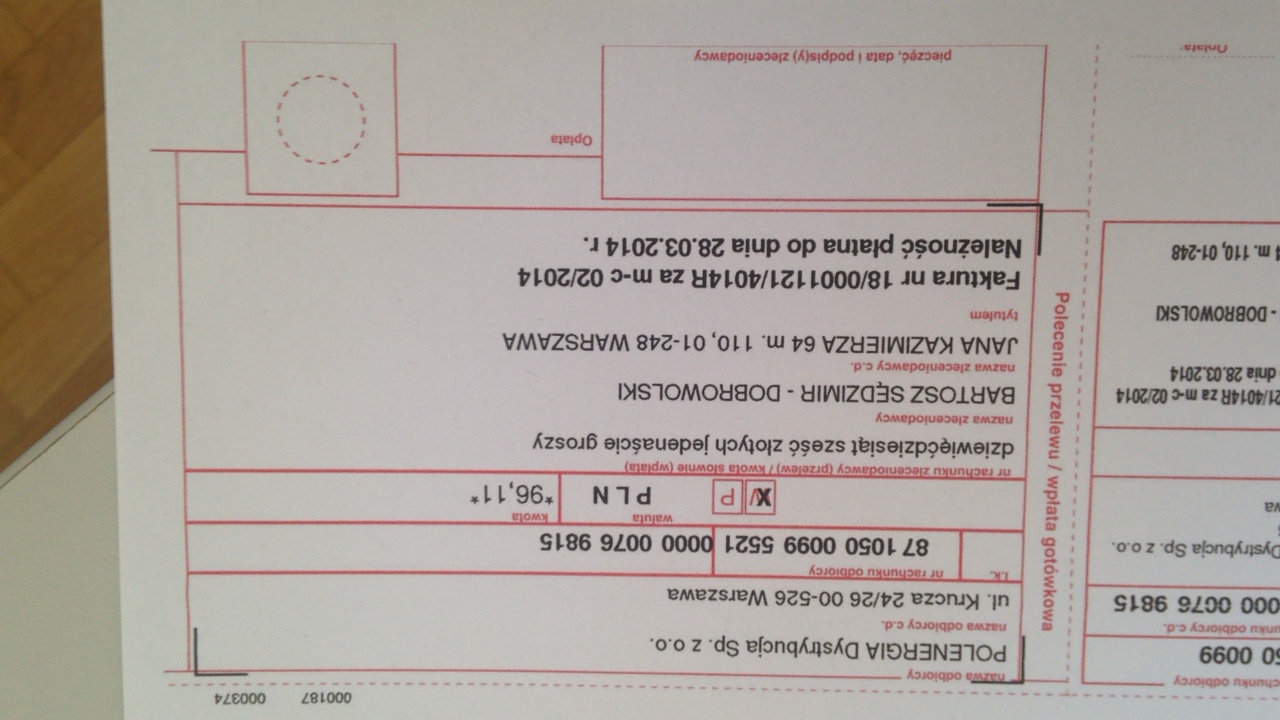 000187 000374
nazwa odbiorcy
POLENERGIA Dystrybucja Sp. z o.o.
nazwa odbiorcy c.d.
ul. Krucza 24/26 00-526 Warszawa
l.k. nr rachunku odbiorcy
87 1050 0099 5521 0000 0076 9815
waluta kwota
X/ P PLN *96,11*
nr rachunku zleceniodawcy (przelew) / kwota słownie (wpłata)
dziewięćdziesiąt sześć złotych jedenaście groszy
nazwa zleceniodawcy
BARTOSZ SĘDZIMIR - DOBROWOLSKI
nazwa zleceniodawcy c.d.
JANA KAZIMIERZA 64 m. 110, 01-248 WARSZAWA
tytułem
Faktura nr 18/0001121/4014R za m-c 02/2014
Należność płatna do dnia 28.03.2014 r.
Opłata
pieczęć, data i podpis(y) zleceniodawcy
Polecenie przelewu / wpłata gotówkowa
chunku odbiorcy
50 0099
unku odbiorcy c.d.
000 0076 9815
Dystrybucja Sp. z o.o.
wa
21/4014R za m-c 02/2014
dnia 28.03.2014
- DOBROWOLSKI
m. 110, 01-248
Opłata: